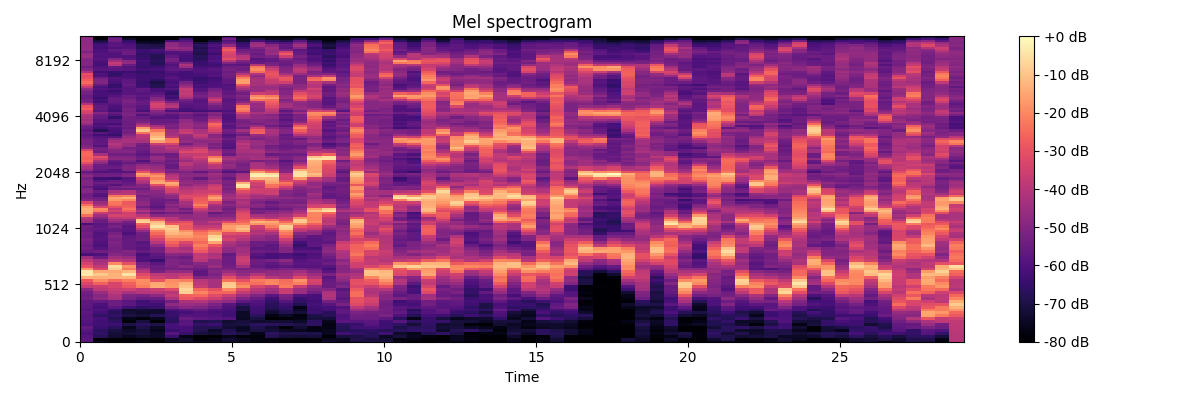 Mel spectrogram
+0 dB
8192
-10 dB
4096
-20 dB
-30 dB
2048
-40 dB
Hz
1024
-50 dB
-60 dB
512
-70 dB
0
-80 dB
0 5 10 15 20 25
Time